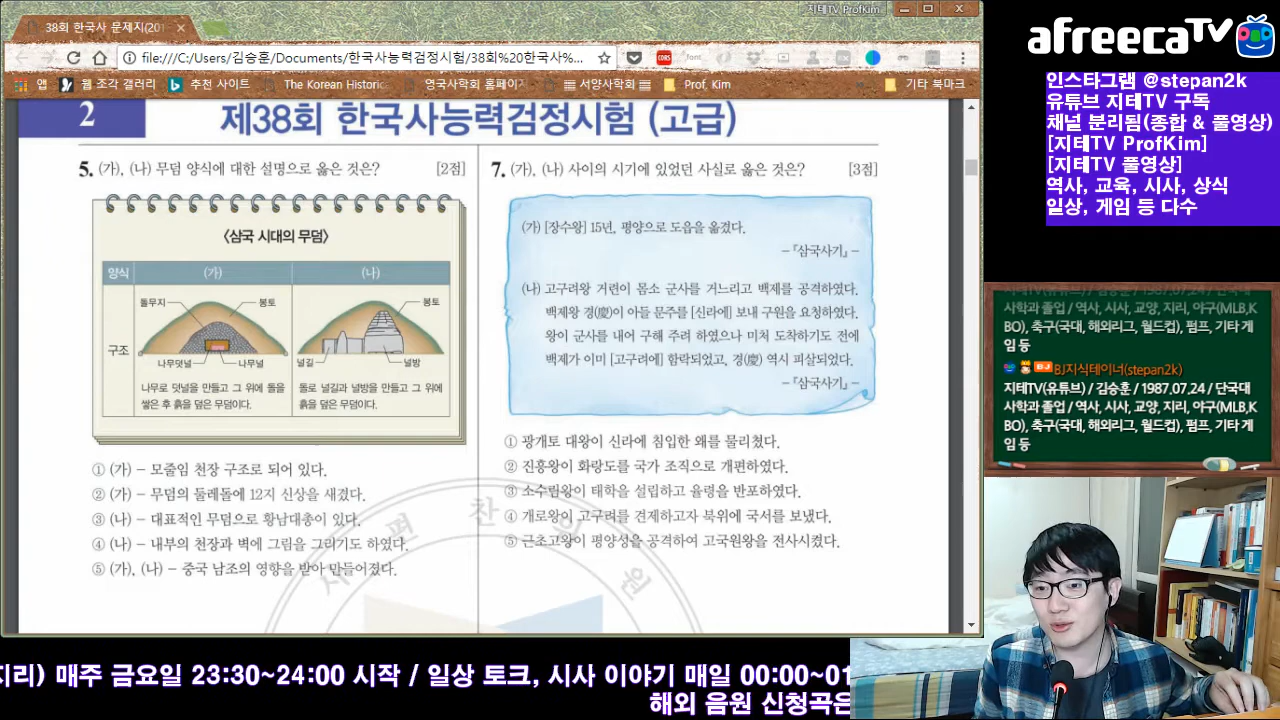 지테TV ProfKim
38회 한국사 문제지(201
file:///C:/Users/김승훈/Documents/한국사능력검정시험/38회%20한국사%...
앱
웹 조각 갤러리
추천 사이트
The Korean Historic
영국사학회 홈페이지
서양사학회
Prof. Kim
기타 북마크
2
제38회 한국사능력검정시험 (고급)
5. (가), (나) 무덤 양식에 대한 설명으로 옳은 것은? [2점]
〈삼국 시대의 무덤〉
양식 (가) (나)
돌무지 봉토
나무덧널 나무널
봉토
널길 널방
구조
나무로 덧널을 만들고 그 위에 돌을
쌓은 후 흙을 덮은 무덤이다.
돌로 널길과 널방을 만들고 그 위에
흙을 덮은 무덤이다.
① (가) - 모줄임 천장 구조로 되어 있다.
② (가) - 무덤의 둘레돌에 12지 신상을 새겼다.
③ (나) - 대표적인 무덤으로 황남대총이 있다.
④ (나) - 내부의 천장과 벽에 그림을 그리기도 하였다.
⑤ (가), (나) - 중국 남조의 영향을 받아 만들어졌다.
7. (가), (나) 사이의 시기에 있었던 사실로 옳은 것은? [3점]
(가) [장수왕] 15년, 평양으로 도읍을 옮겼다.
-『삼국사기』-
(나) 고구려왕 거련이 몸소 군사를 거느리고 백제를 공격하였다.
백제왕 경(慶)이 아들 문주를 [신라에] 보내 구원을 요청하였다.
왕이 군사를 내어 구해 주려 하였으나 미처 도착하기도 전에
백제가 이미 [고구려에] 함락되었고, 경(慶) 역시 피살되었다.
-『삼국사기』-
① 광개토 대왕이 신라에 침입한 왜를 물리쳤다.
② 진흥왕이 화랑도를 국가 조직으로 개편하였다.
③ 소수림왕이 태학을 설립하고 율령을 반포하였다.
④ 개로왕이 고구려를 견제하고자 북위에 국서를 보냈다.
⑤ 근초고왕이 평양성을 공격하여 고국원왕을 전사시켰다.
afreecaTV
인스타그램 @stepan2k
유튜브 지테TV 구독
채널 분리됨(종합 & 풀영상)
[지테TV ProfKim]
[지테TV 풀영상]
역사, 교육, 시사, 상식
일상, 게임 등 다수
지테TV(유튜브) / 김승훈 / 1987.07.24 / 단국대
사학과 졸업 / 역사, 시사, 교양, 지리, 야구(MLB,K
BO), 축구(국대, 해외리그, 월드컵), 펌프, 기타 게
임 등
BJ BJ지식테이너(stepan2k)
지테TV(유튜브) / 김승훈 / 1987.07.24 / 단국대
사학과 졸업 / 역사, 시사, 교양, 지리, 야구(MLB,K
BO), 축구(국대, 해외리그, 월드컵), 펌프, 기타 게
임 등
지리) 매주 금요일 23:30~24:00 시작 / 일상 토크, 시사 이야기 매일 00:00~01
해외 음원 신청곡은